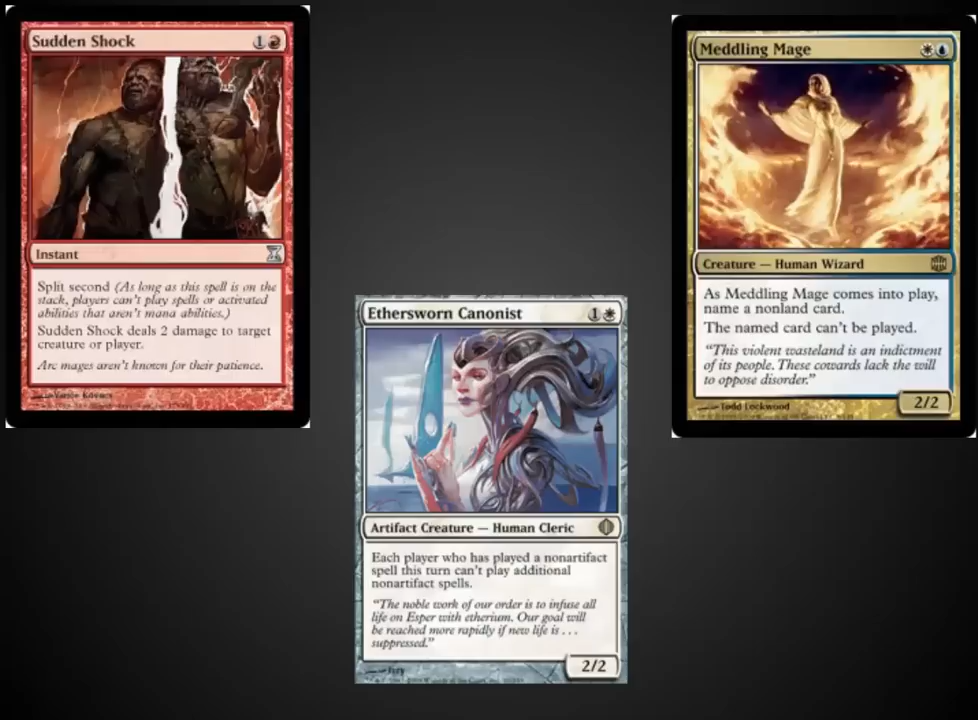 Sudden Shock
Instant
Split second (As long as this spell is on the
stack, players can't play spells or activated
abilities that aren't mana abilities.)
Sudden Shock deals 2 damage to target
creature or player.
Arc mages aren't known for their patience.
Meddling Mage
Creature — Human Wizard
As Meddling Mage comes into play,
name a nonland card.
The named card can't be played.
"This violent wasteland is an indictment
of its people. These cowards lack the will
to oppose disorder."
Todd Lockwood
2/2
Ethersworn Canonist
1
Artifact Creature — Human Cleric
Each player who has played a nonartifact
spell this turn can't play additional
nonartifact spells.
"The noble work of our order is to infuse all
life on Esper with etherium. Our goal will
be reached more rapidly if new life is . . .
suppressed."
2/2